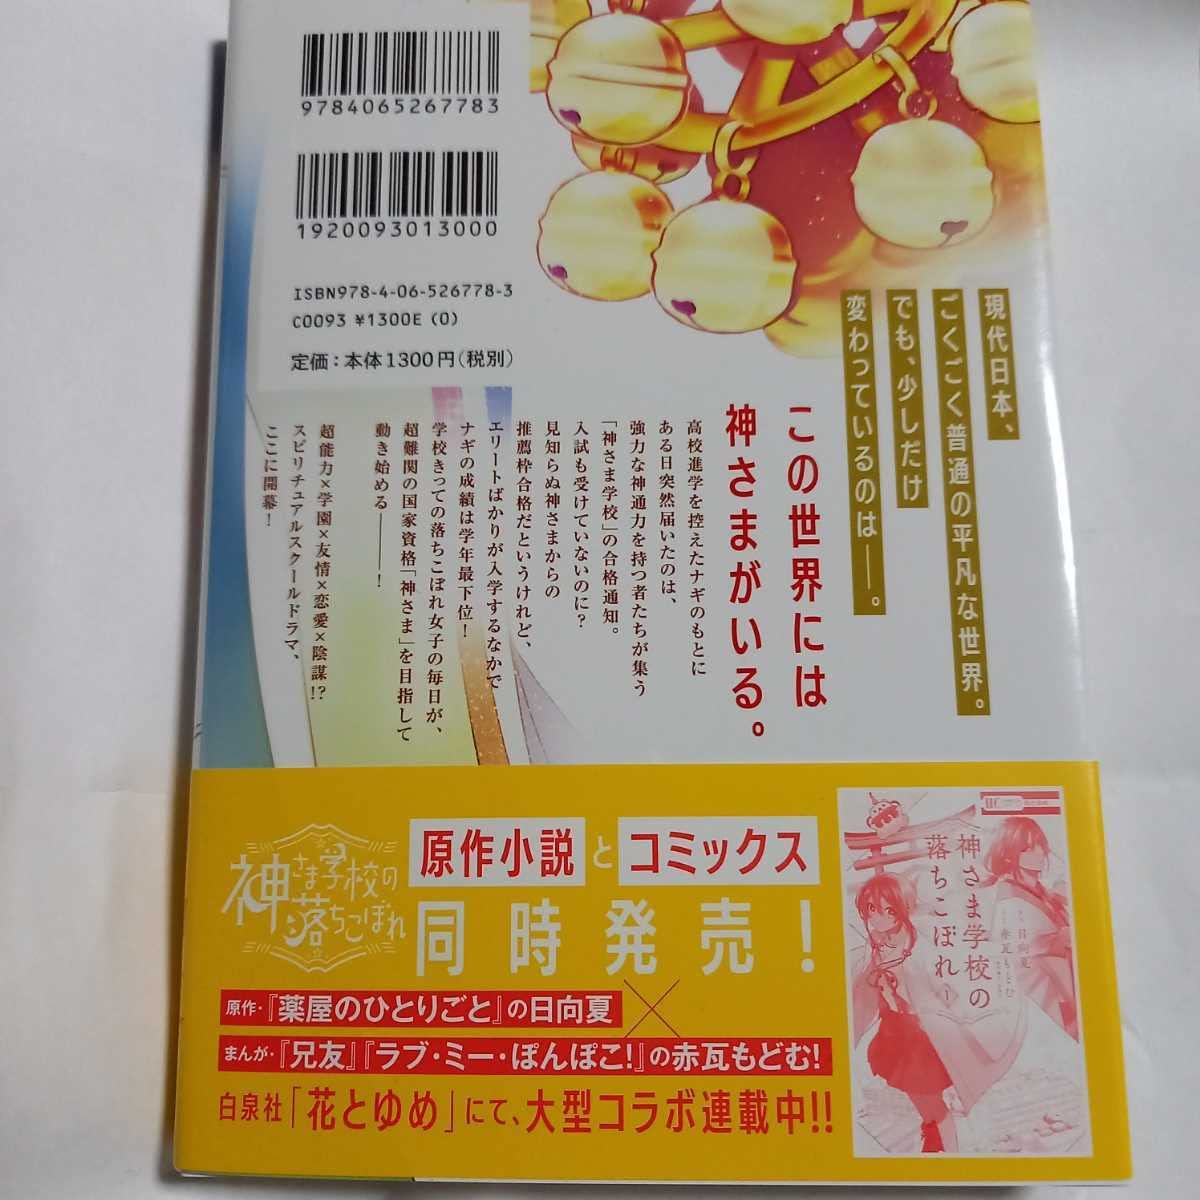 9784065267783
1920093013000
ISBN978-4-06-526778-3
C0093 ¥1300E (0)
定価：本体1300円(税別)
現代日本、
ごくごく普通の平凡な世界。
でも、少しだけ
変わっているのは――。
この世界には
神さまがいる。
高校進学を控えたナギのもとに
ある日突然届いたのは、
強力な神通力を持つ者たちが集う
「神さま学校」の合格通知。
入試も受けていないのに？
見知らぬ神さまからの
推薦枠合格だというけれど、
エリートばかりが入学するなかで
ナギの成績は学年最下位！
学校きっての落ちこぼれ女子の毎日が、
超難関の国家資格「神さま」を目指して
動き始める――！
超能力×学園×友情×恋愛×陰謀!?
スピリチュアルスクールドラマ、
ここに開幕！
神さま学校の
落ちこぼれ
原作小説とコミックス
同時発売！
原作・『薬屋のひとりごと』の日向夏
×
まんが・『兄友』『ラブ・ミー・ぽんぽこ！』の赤瓦もどむ！
白泉社「花とゆめ」にて、大型コラボ連載中!!
神さま学校の
落ちこぼれ
1
日向夏
赤瓦もどむ